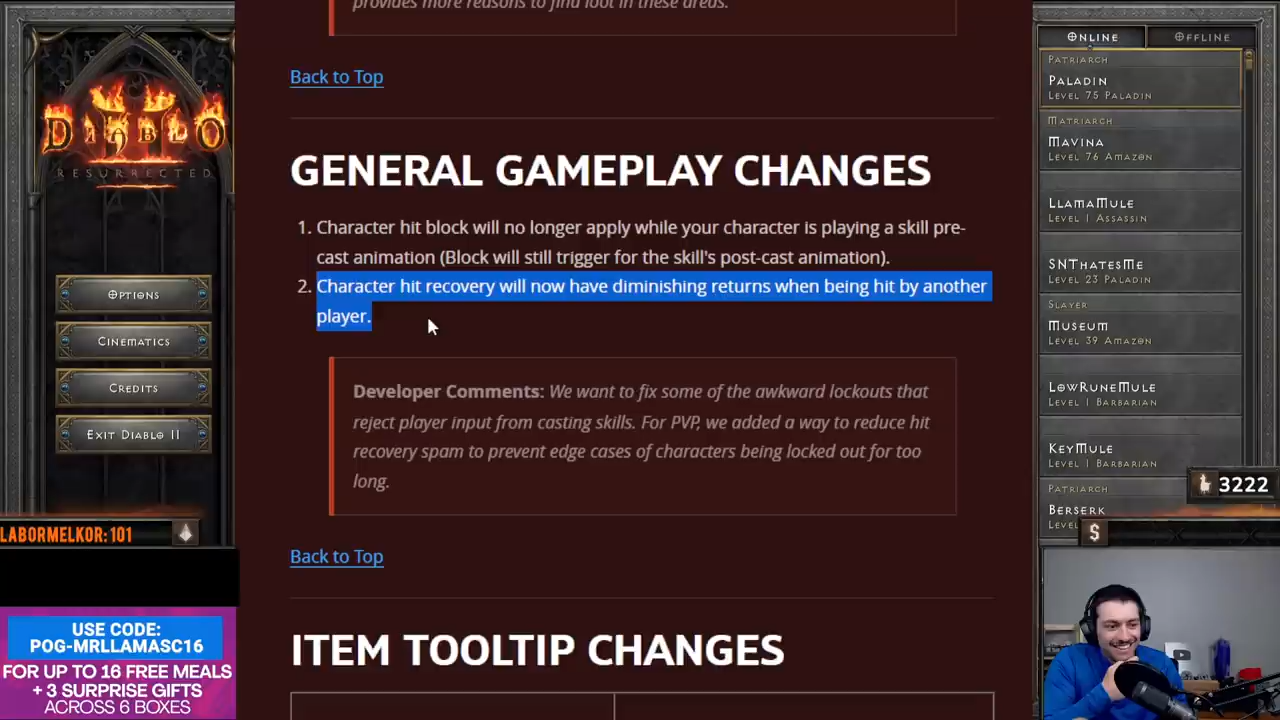 provides more reasons to find loot in these areas.
Back to Top
GENERAL GAMEPLAY CHANGES
1. Character hit block will no longer apply while your character is playing a skill pre-
cast animation (Block will still trigger for the skill's post-cast animation).
2. Character hit recovery will now have diminishing returns when being hit by another
player.
Developer Comments: We want to fix some of the awkward lockouts that
reject player input from casting skills. For PVP, we added a way to reduce hit
recovery spam to prevent edge cases of characters being locked out for too
long.
Back to Top
ITEM TOOLTIP CHANGES
DIABLO
II
RESURRECTED
OPTIONS
CINEMATICS
CREDITS
EXIT DIABLO II
LABORMELKOR: 101
USE CODE:
POG-MRLLAMASC16
FOR UP TO 16 FREE MEALS
+ 3 SURPRISE GIFTS
ACROSS 6 BOXES
ONLINE
OFFLINE
PATRIARCH
PALADIN
LEVEL 75 PALADIN
MATRIARCH
MAVINA
LEVEL 76 AMAZON
LLAMAMULE
LEVEL 1 ASSASSIN
SNTHATESME
LEVEL 23 PALADIN
SLAYER
MUSEUM
LEVEL 39 AMAZON
LOWRUNEMULE
LEVEL 1 BARBARIAN
KEYMULE
LEVEL 1 BARBARIAN
3222
PATRIARCH
BERSERK
LEVEL
$